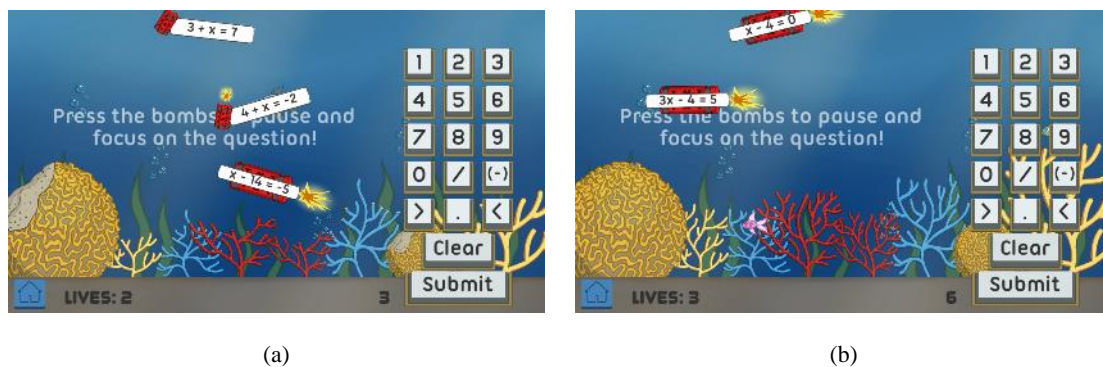 3 + x = 7
4 + x = -2
Press the bombs to pause and
focus on the question!
x - 14 = -5
1 2 3
4 5 6
7 8 9
0 / (-)
> . <
Clear
Submit
LIVES: 2
3
(a)
x - 4 = 0
3x - 4 = 5
Press the bombs to pause and
focus on the question!
1 2 3
4 5 6
7 8 9
0 / (-)
> . <
Clear
Submit
LIVES: 3
6
(b)